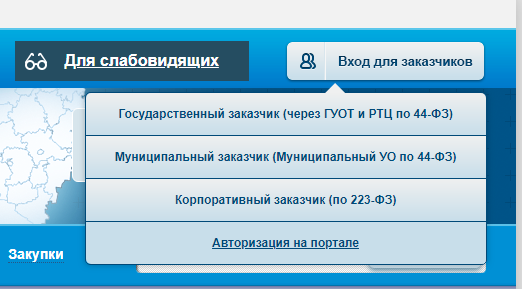 Для слабовидящих
Вход для заказчиков
Государственный заказчик (через ГУОТ и РТЦ по 44-ФЗ)
Муниципальный заказчик (Муниципальный УО по 44-ФЗ)
Корпоративный заказчик (по 223-ФЗ)
Авторизация на портале
Закупки